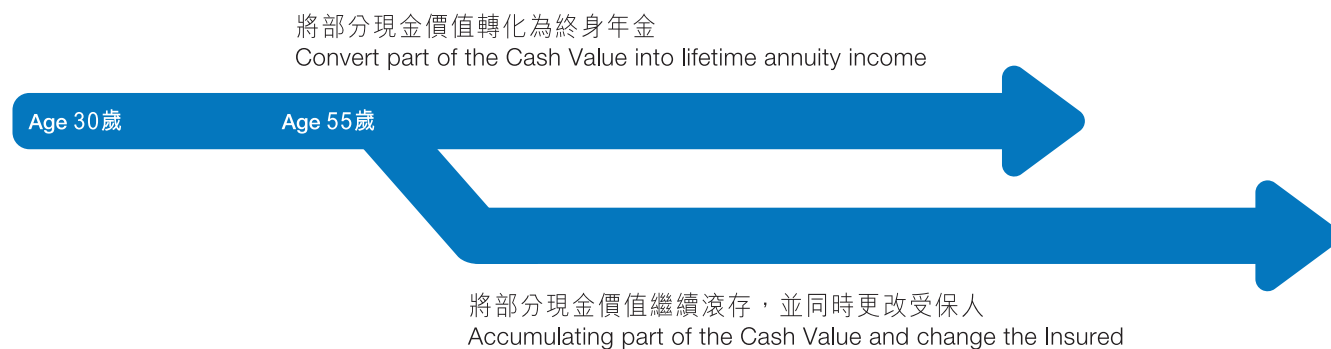 將部分現金價值轉化為終身年金
Convert part of the Cash Value into lifetime annuity income
Age 30歲 Age 55歲
將部分現金價值繼續滾存，並同時更改受保人
Accumulating part of the Cash Value and change the Insured